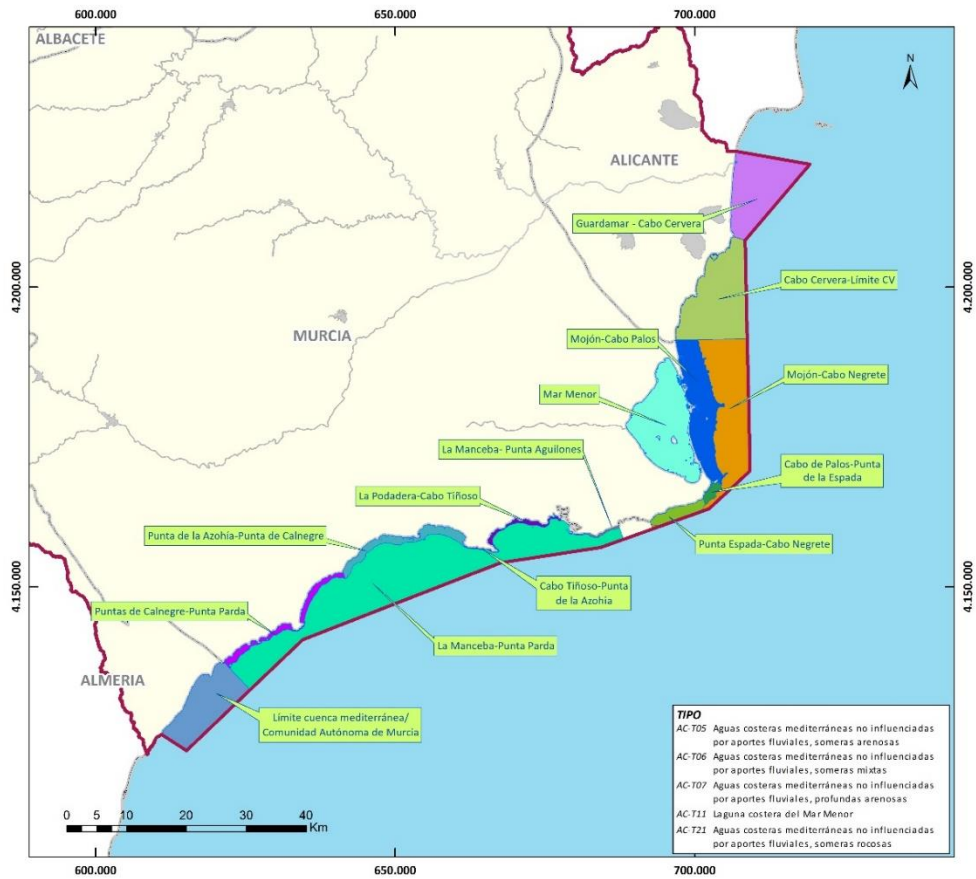 600.000
650.000
700.000
ALBACETE
N
ALICANTE
Guardamar - Cabo Cervera
4.200.000
4.200.000
Cabo Cervera-Límite CV
MURCIA
Mojón-Cabo Palos
Mojón-Cabo Negrete
Mar Menor
La Manceba- Punta Aguilones
Cabo de Palos-Punta
de la Espada
La Podadera-Cabo Tiñoso
Punta de la Azohía-Punta de Calnegre
Punta Espada-Cabo Negrete
4.150.000
4.150.000
Cabo Tiñoso-Punta
de la Azohia
Puntas de Calnegre-Punta Parda
La Manceba-Punta Parda
ALMERIA
Límite cuenca mediterránea/
Comunidad Autónoma de Murcia
TIPO
AC-T05 Aguas costeras mediterráneas no influenciadas
por aportes fluviales, someras arenosas
AC-T06 Aguas costeras mediterráneas no influenciadas
por aportes fluviales, someras mixtas
AC-T07 Aguas costeras mediterráneas no influenciadas
por aportes fluviales, profundas arenosas
AC-T11 Laguna costera del Mar Menor
AC-T21 Aguas costeras mediterráneas no influenciadas
por aportes fluviales, someras rocosas
0 5 10 20 30 40
Km
600.000
650.000
700.000